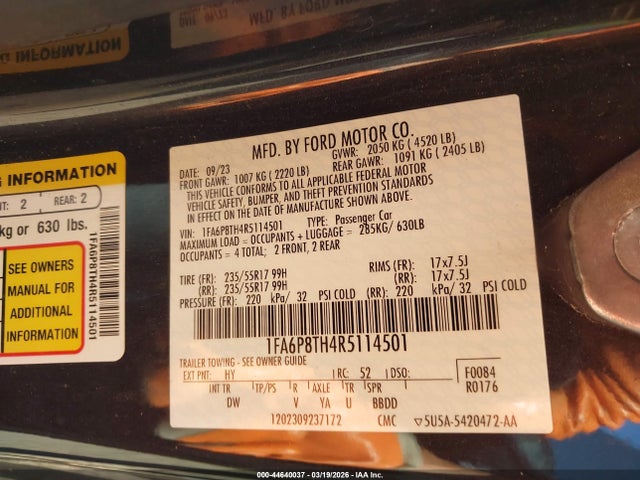 MFD. BY FORD MOTOR CO.
DATE: 09/23
GVWR: 2050 KG ( 4520 LB)
FRONT GAWR: 1007 KG ( 2220 LB)
REAR GAWR: 1091 KG ( 2405 LB)
THIS VEHICLE CONFORMS TO ALL APPLICABLE FEDERAL MOTOR
VEHICLE SAFETY, BUMPER, AND THEFT PREVENTION STANDARDS
IN EFFECT ON THE DATE OF MANUFACTURE SHOWN ABOVE.
VIN: 1FA6P8TH4R5114501 TYPE: Passenger Car
MAXIMUM LOAD = OCCUPANTS + LUGGAGE = 285KG/ 630LB
OCCUPANTS = 4 TOTAL; 2 FRONT, 2 REAR
TIRE (FR): 235/55R17 99H RIMS (FR): 17x7.5J
(RR): 235/55R17 99H (RR): 17x7.5J
PRESSURE (FR): 220 kPa/ 32 PSI COLD (RR): 220 kPa/ 32 PSI COLD
1FA6P8TH4R5114501
TRAILER TOWING - SEE OWNER GUIDE
EXT PNT: HY RC: 52 DSO: F0084
INT TR TP/PS R AXLE TR SPR R0176
DW V YA U BBDD
120230923​7172 CMC ▽5U5A-5420472-AA
G INFORMATION
NT: 2 REAR: 2
kg or 630 lbs.
SEE OWNERS
MANUAL FOR
ADDITIONAL
INFORMATION
1FA6P8TH4R5114501
000-44640037 - 03/19/2026 - IAA Inc.